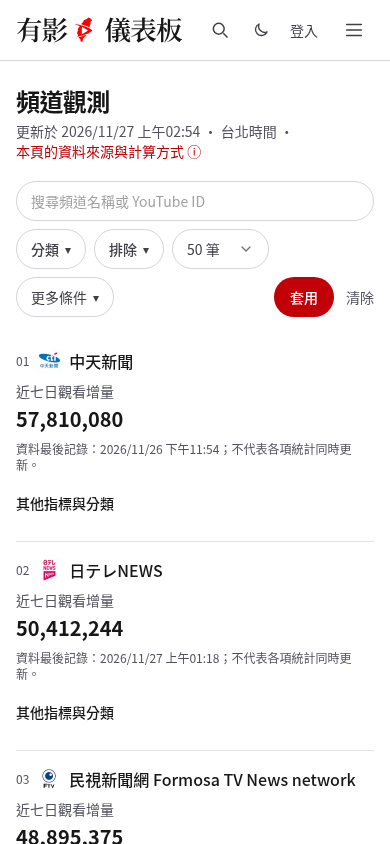 有影 儀表板
登入
頻道觀測
更新於 2026/11/27 上午02:54 • 台北時間 •
本頁的資料來源與計算方式 ⓘ
搜尋頻道名稱或 YouTube ID
分類 ▾ 排除 ▾ 50 筆
更多條件 ▾ 套用 清除
01 中天新聞
近七日觀看增量
57,810,080
資料最後記錄：2026/11/26 下午11:54；不代表各項統計同時更
新。
其他指標與分類
02 日テレNEWS
近七日觀看增量
50,412,244
資料最後記錄：2026/11/27 上午01:18；不代表各項統計同時更
新。
其他指標與分類
03 民視新聞網 Formosa TV News network
近七日觀看增量
48,895,375